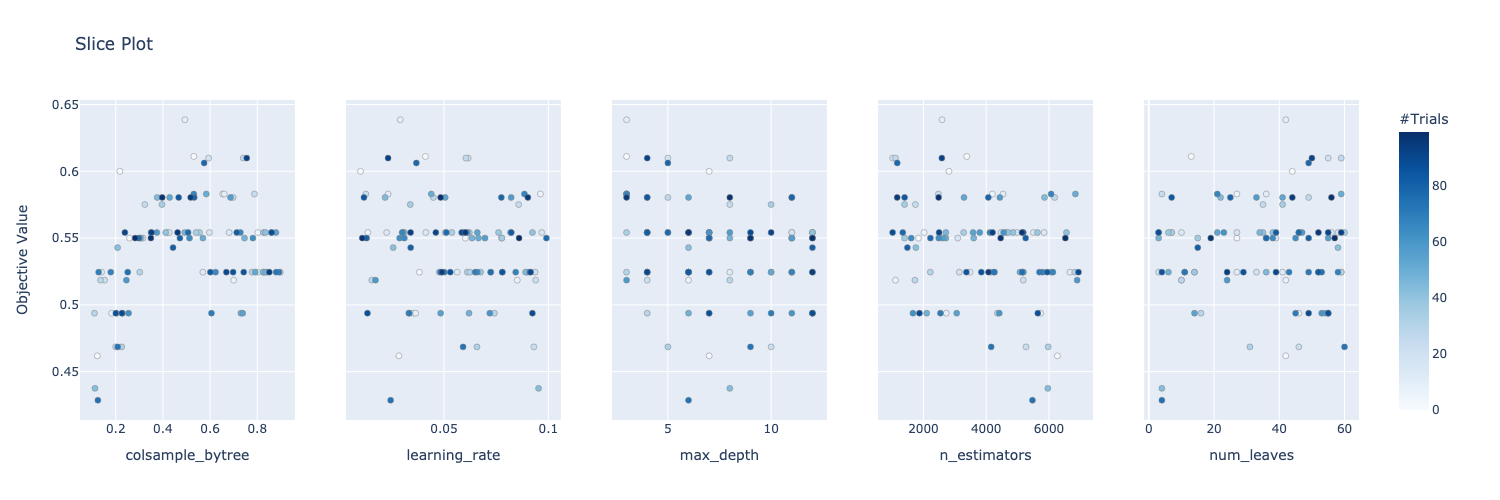 Slice Plot
Objective Value
0.65
0.6
0.55
0.5
0.45
0.2 0.4 0.6 0.8
colsample_bytree
0.05 0.1
learning_rate
5 10
max_depth
2000 4000 6000
n_estimators
0 20 40 60
num_leaves
#Trials
80
60
40
20
0